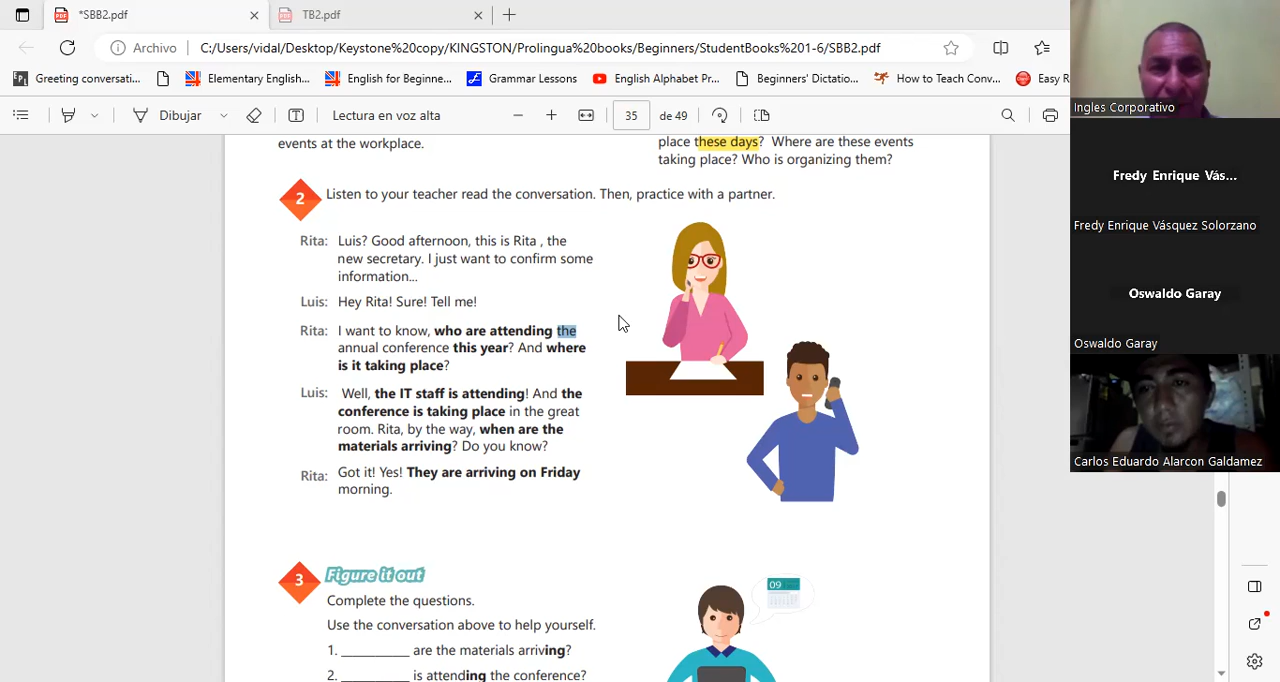 *SBB2.pdf
TB2.pdf
Archivo
C:/Users/vidal/Desktop/Keystone%20copy/KINGSTON/Prolingua%20books/Beginners/StudentBooks%201-6/SBB2.pdf
Greeting conversati...
Elementary English...
English for Beginne...
Grammar Lessons
English Alphabet Pr...
Beginners' Dictatio...
How to Teach Conv...
Easy R
Dibujar
Lectura en voz alta
35
de 49
events at the workplace.
place these days? Where are these events
taking place? Who is organizing them?
2
Listen to your teacher read the conversation. Then, practice with a partner.
Rita: Luis? Good afternoon, this is Rita , the
new secretary. I just want to confirm some
information...
Luis: Hey Rita! Sure! Tell me!
Rita: I want to know, who are attending the
annual conference this year? And where
is it taking place?
Luis: Well, the IT staff is attending! And the
conference is taking place in the great
room. Rita, by the way, when are the
materials arriving? Do you know?
Rita: Got it! Yes! They are arriving on Friday
morning.
3
Figure it out
09
Complete the questions.
Use the conversation above to help yourself.
1. __________ are the materials arriving?
2. __________ is attending the conference?
Ingles Corporativo
Fredy Enrique Vás...
Fredy Enrique Vásquez Solorzano
Oswaldo Garay
Oswaldo Garay
Carlos Eduardo Alarcon Galdamez